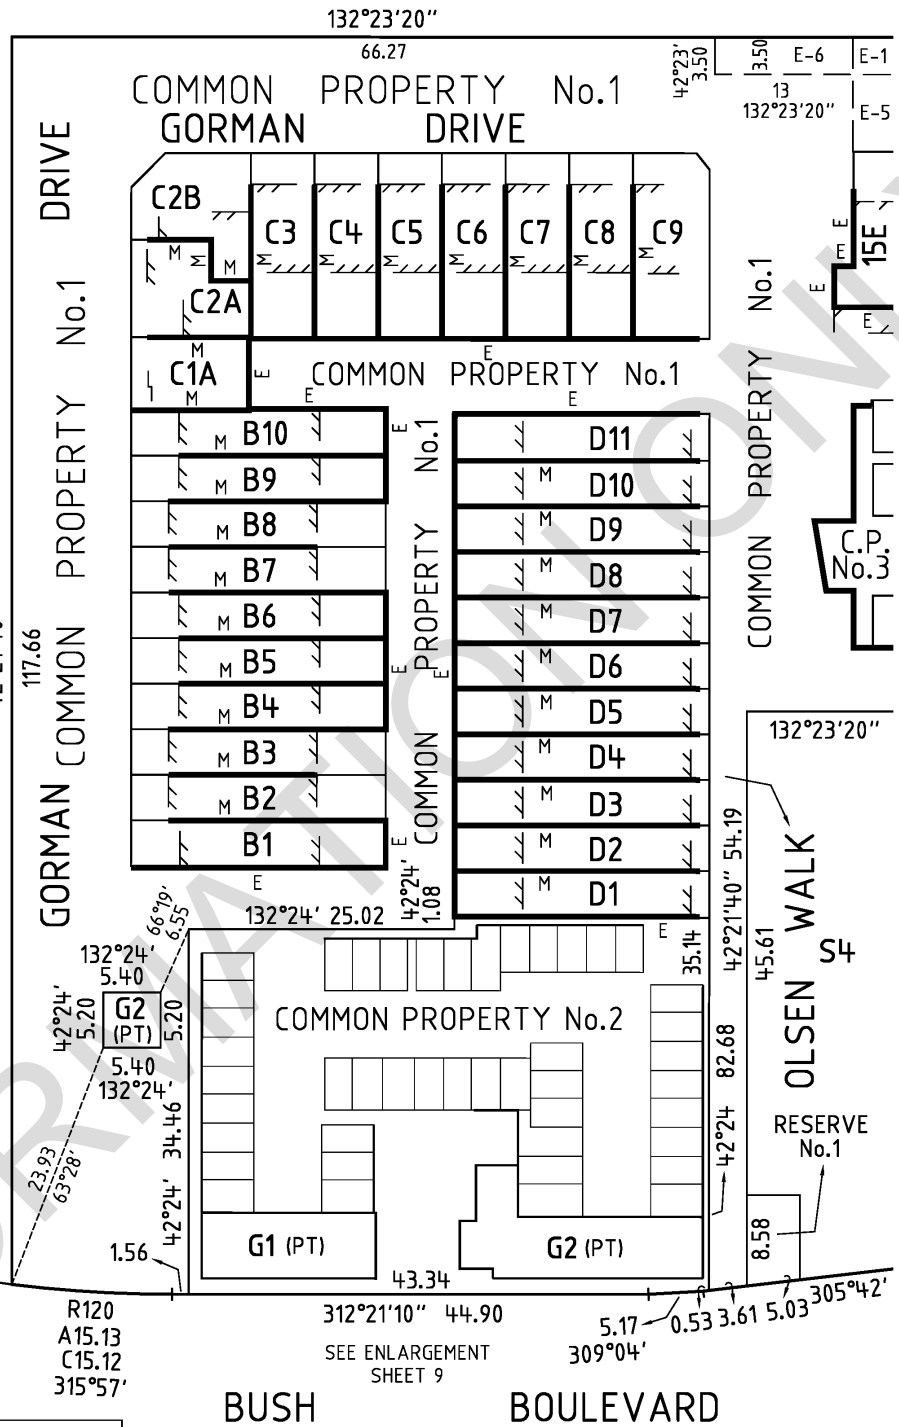 132°23'20"
66.27
42°23'
3.50
3.50
E-6
E-1
13
132°23'20"
E-5
COMMON PROPERTY No.1
GORMAN DRIVE
GORMAN DRIVE
COMMON PROPERTY No.1
117.66
C2B
C3
C4
C5
C6
C7
C8
C9
M
M
M
M
M
M
M
M
M
M
C2A
M
C1A
M
E
COMMON PROPERTY No.1
E
E
E
15E
E
E
E
E
E
COMMON PROPERTY No.1
C.P.
No.3
M B10
M B9
M B8
M B7
M B6
M B5
M B4
M B3
M B2
B1
E
E
E
E
E
COMMON PROPERTY No.1
D11
M D10
M D9
M D8
M D7
M D6
M D5
M D4
M D3
M D2
M D1
E
132°23'20"
42°21'40" 54.19
45.61
OLSEN WALK
S4
66°19'
6.55
132°24' 25.02
42°24'
1.08
35.14
132°24'
5.40
42°24'
5.20
G2
(PT)
5.20
5.40
132°24'
COMMON PROPERTY No.2
82.68
42°24
42°24' 34.46
23.93
63°28'
RESERVE
No.1
8.58
G1 (PT)
G2 (PT)
1.56
43.34
312°21'10" 44.90
R120
A15.13
C15.12
315°57'
5.17
309°04'
0.53
3.61
5.03
305°42'
SEE ENLARGEMENT
SHEET 9
BUSH BOULEVARD